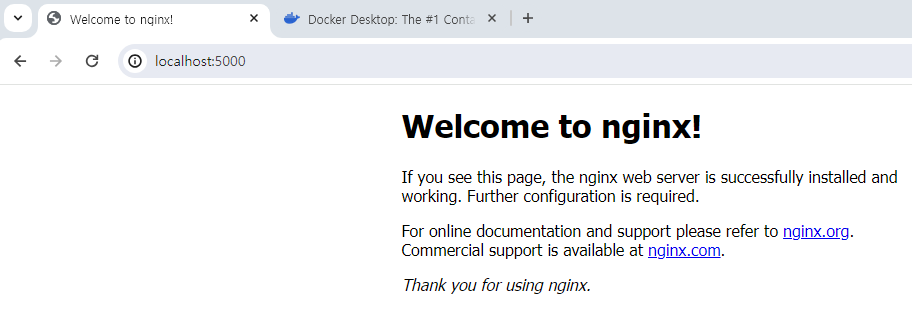 Welcome to nginx!
Docker Desktop: The #1 Conta
localhost:5000
Welcome to nginx!
If you see this page, the nginx web server is successfully installed and
working. Further configuration is required.
For online documentation and support please refer to nginx.org.
Commercial support is available at nginx.com.
Thank you for using nginx.